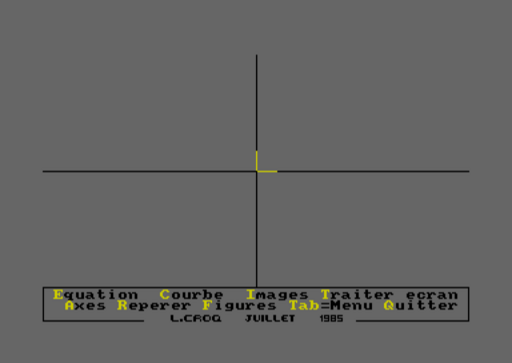 Equation Courbe Images Traiter ecran
Axes Reperer Figures Tab=Menu Quitter
L.CROQ JUILLET 1985